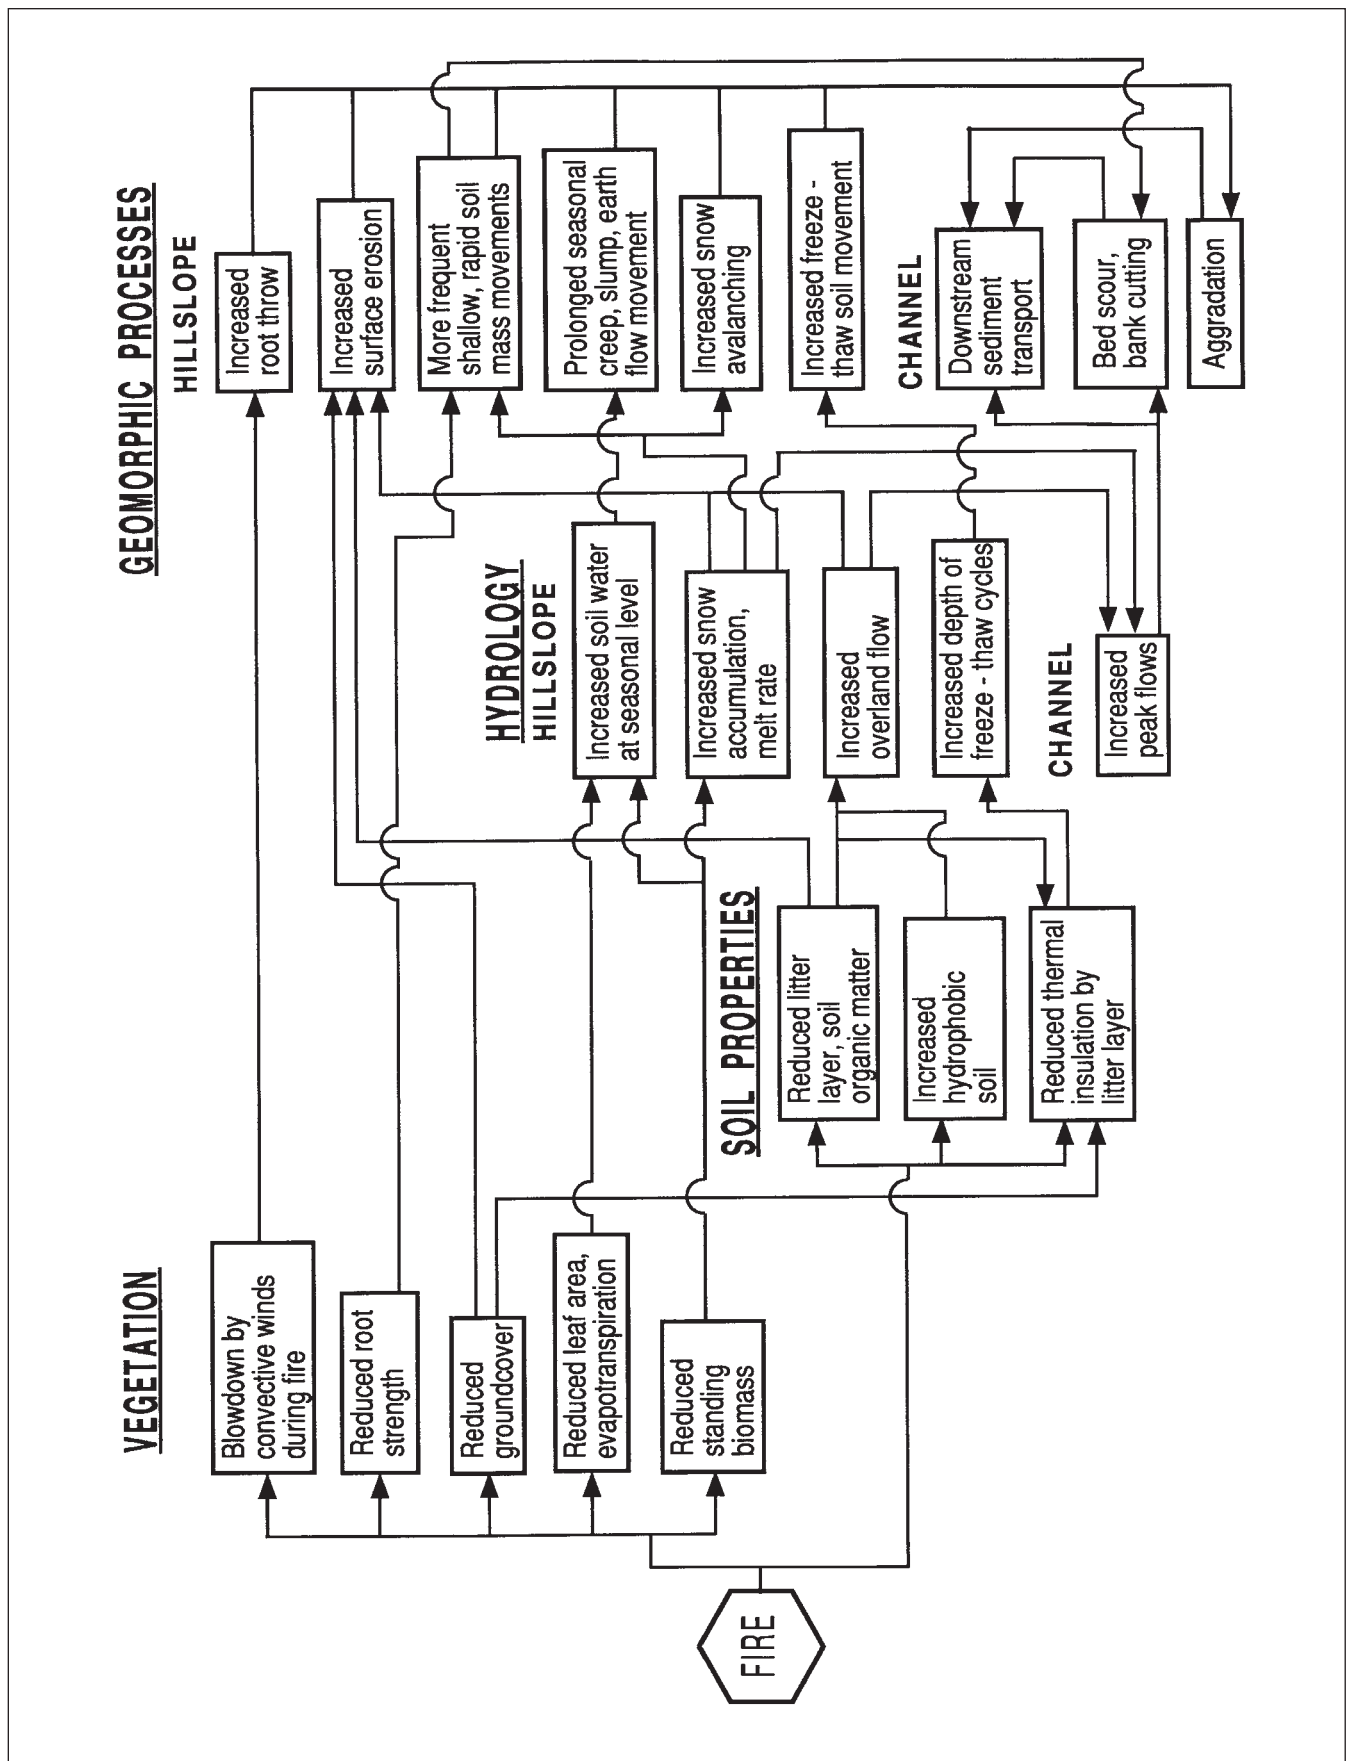 FIRE
VEGETATION
Blowdown by
convective winds
during fire
Reduced root
strength
Reduced
groundcover
Reduced leaf area,
evapotranspiration
Reduced
standing
biomass
SOIL PROPERTIES
Reduced litter
layer, soil
organic matter
Increased
hydrophobic
soil
Reduced thermal
insulation by
litter layer
HYDROLOGY
HILLSLOPE
Increased soil water
at seasonal level
Increased snow
accumulation,
melt rate
Increased
overland flow
Increased depth of
freeze - thaw cycles
CHANNEL
Increased
peak flows
GEOMORPHIC PROCESSES
HILLSLOPE
Increased
root throw
Increased
surface erosion
More frequent
shallow, rapid soil
mass movements
Prolonged seasonal
creep, slump, earth
flow movement
Increased snow
avalanching
Increased freeze -
thaw soil movement
CHANNEL
Downstream
sediment
transport
Bed scour,
bank cutting
Aggradation